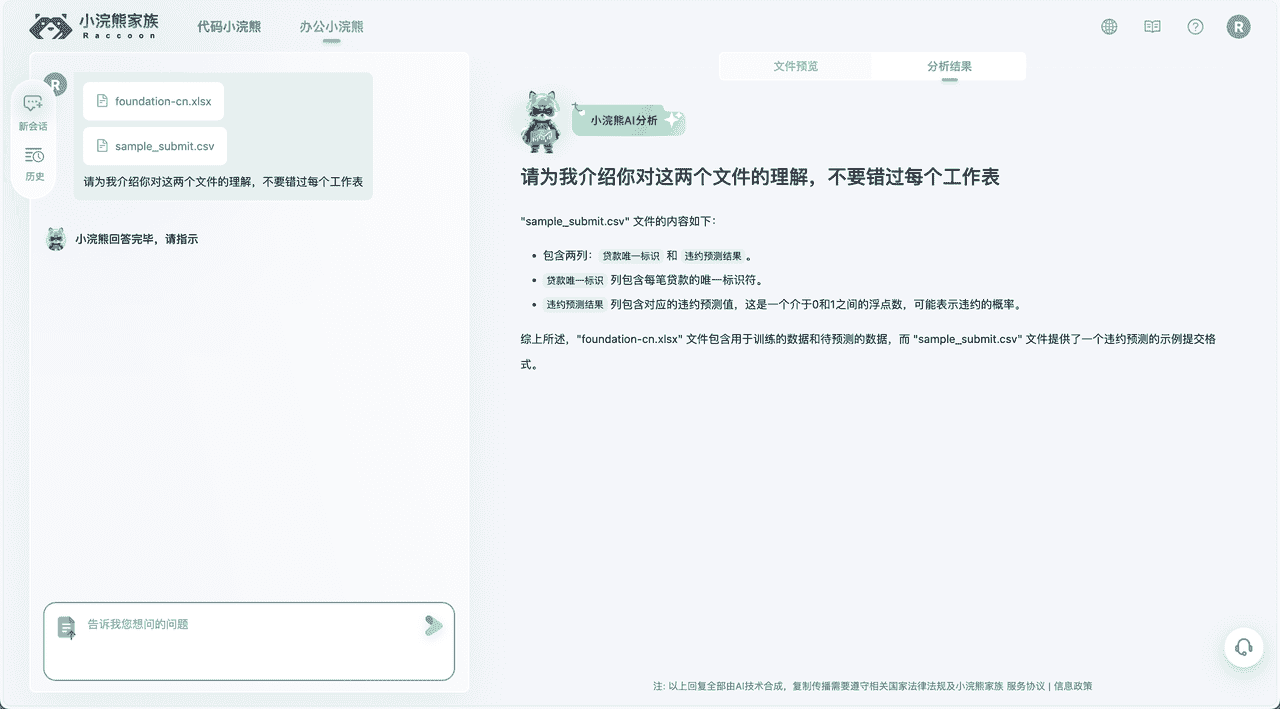 小浣熊家族
Raccoon
代码小浣熊
办公小浣熊
R
R
新会话
历史
foundation-cn.xlsx
sample_submit.csv
请为我介绍你对这两个文件的理解，不要错过每个工作表
小浣熊回答完毕，请指示
告诉我您想问的问题
文件预览
分析结果
小浣熊AI分析
请为我介绍你对这两个文件的理解，不要错过每个工作表
"sample_submit.csv" 文件的内容如下：
• 包含两列： 贷款唯一标识 和 违约预测结果 。
• 贷款唯一标识 列包含每笔贷款的唯一标识符。
• 违约预测结果 列包含对应的违约预测值，这是一个介于0和1之间的浮点数，可能表示违约的概率。
综上所述，"foundation-cn.xlsx" 文件包含用于训练的数据和待预测的数据，而 "sample_submit.csv" 文件提供了一个违约预测的示例提交格
式。
注: 以上回复全部由AI技术合成，复制传播需要遵守相关国家法律法规及小浣熊家族 服务协议 | 信息政策